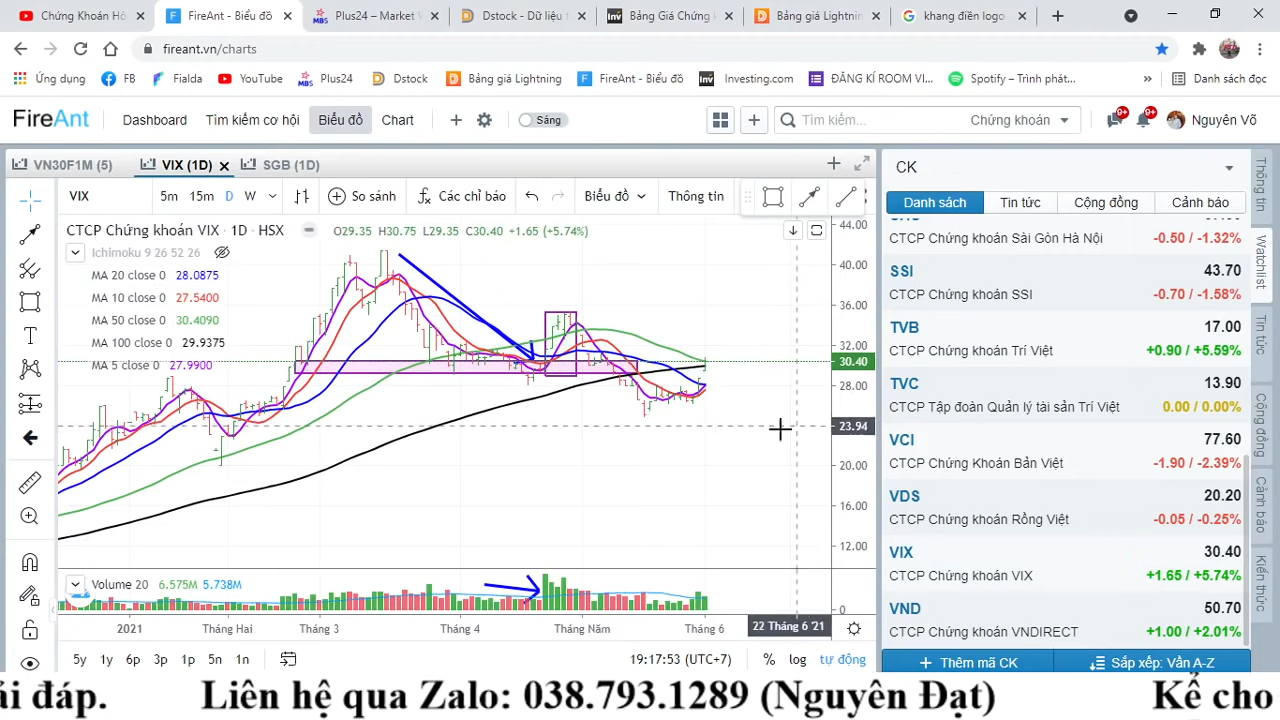 Chứng Khoán Hô
FireAnt - Biểu đồ
MBS
Plus24 – Market W
Dstock - Dữ liệu t
Inv
Bảng Giá Chứng k
Bảng giá Lightnin
khang điền logo
fireant.vn/charts
Ứng dụng
FB
Fialda
YouTube
MBS
Plus24
Dstock
Bảng giá Lightning
FireAnt - Biểu đồ
Inv
Investing.com
ĐĂNG KÍ ROOM VI...
Spotify – Trình phát...
»
Danh sách đọc
FireAnt
Dashboard
Tìm kiếm cơ hội
Biểu đồ
Chart
Sáng
Tìm kiếm...
Chứng khoán
9+
9+
Nguyên Võ
VN30F1M (5)
VIX (1D)
SGB (1D)
VIX
5m
15m
D
W
So sánh
Các chỉ báo
Biểu đồ
Thông tin
CTCP Chứng khoán VIX · 1D · HSX
O29.35 H30.75 L29.35 C30.40 +1.65 (+5.74%)
Ichimoku 9 26 52 26
MA 20 close 0 28.0875
MA 10 close 0 27.5400
MA 50 close 0 30.4090
MA 100 close 0 29.9375
MA 5 close 0 27.9900
44.00
40.00
36.00
32.00
30.40
28.00
23.94
20.00
16.00
12.00
Volume 20 6.575M 5.738M
0
2021
Tháng Hai
Tháng 3
Tháng 4
Tháng Năm
Tháng 6
22 Tháng 6 '21
5y
1y
6p
3p
1p
5n
1n
19:17:53 (UTC+7)
%
log
tự động
CK
Danh sách
Tin tức
Cộng đồng
Cảnh báo
CTCP Chứng khoán Sài Gòn Hà Nội
-0.50 / -1.32%
SSI
43.70
CTCP Chứng khoán SSI
-0.70 / -1.58%
TVB
17.00
CTCP Chứng khoán Trí Việt
+0.90 / +5.59%
TVC
13.90
CTCP Tập đoàn Quản lý tài sản Trí Việt
0.00 / 0.00%
VCI
77.60
CTCP Chứng Khoán Bản Việt
-1.90 / -2.39%
VDS
20.20
CTCP Chứng khoán Rồng Việt
-0.05 / -0.25%
VIX
30.40
CTCP Chứng khoán VIX
+1.65 / +5.74%
VND
50.70
CTCP Chứng khoán VNDIRECT
+1.00 / +2.01%
Thêm mã CK
Sắp xếp: Vần A-Z
Thông tin
Watchlist
Tin tức
Cộng đồng
Cảnh báo
Kiến thức
ải đáp.
Liên hệ qua Zalo: 038.793.1289 (Nguyên Đạt)
Kể cho